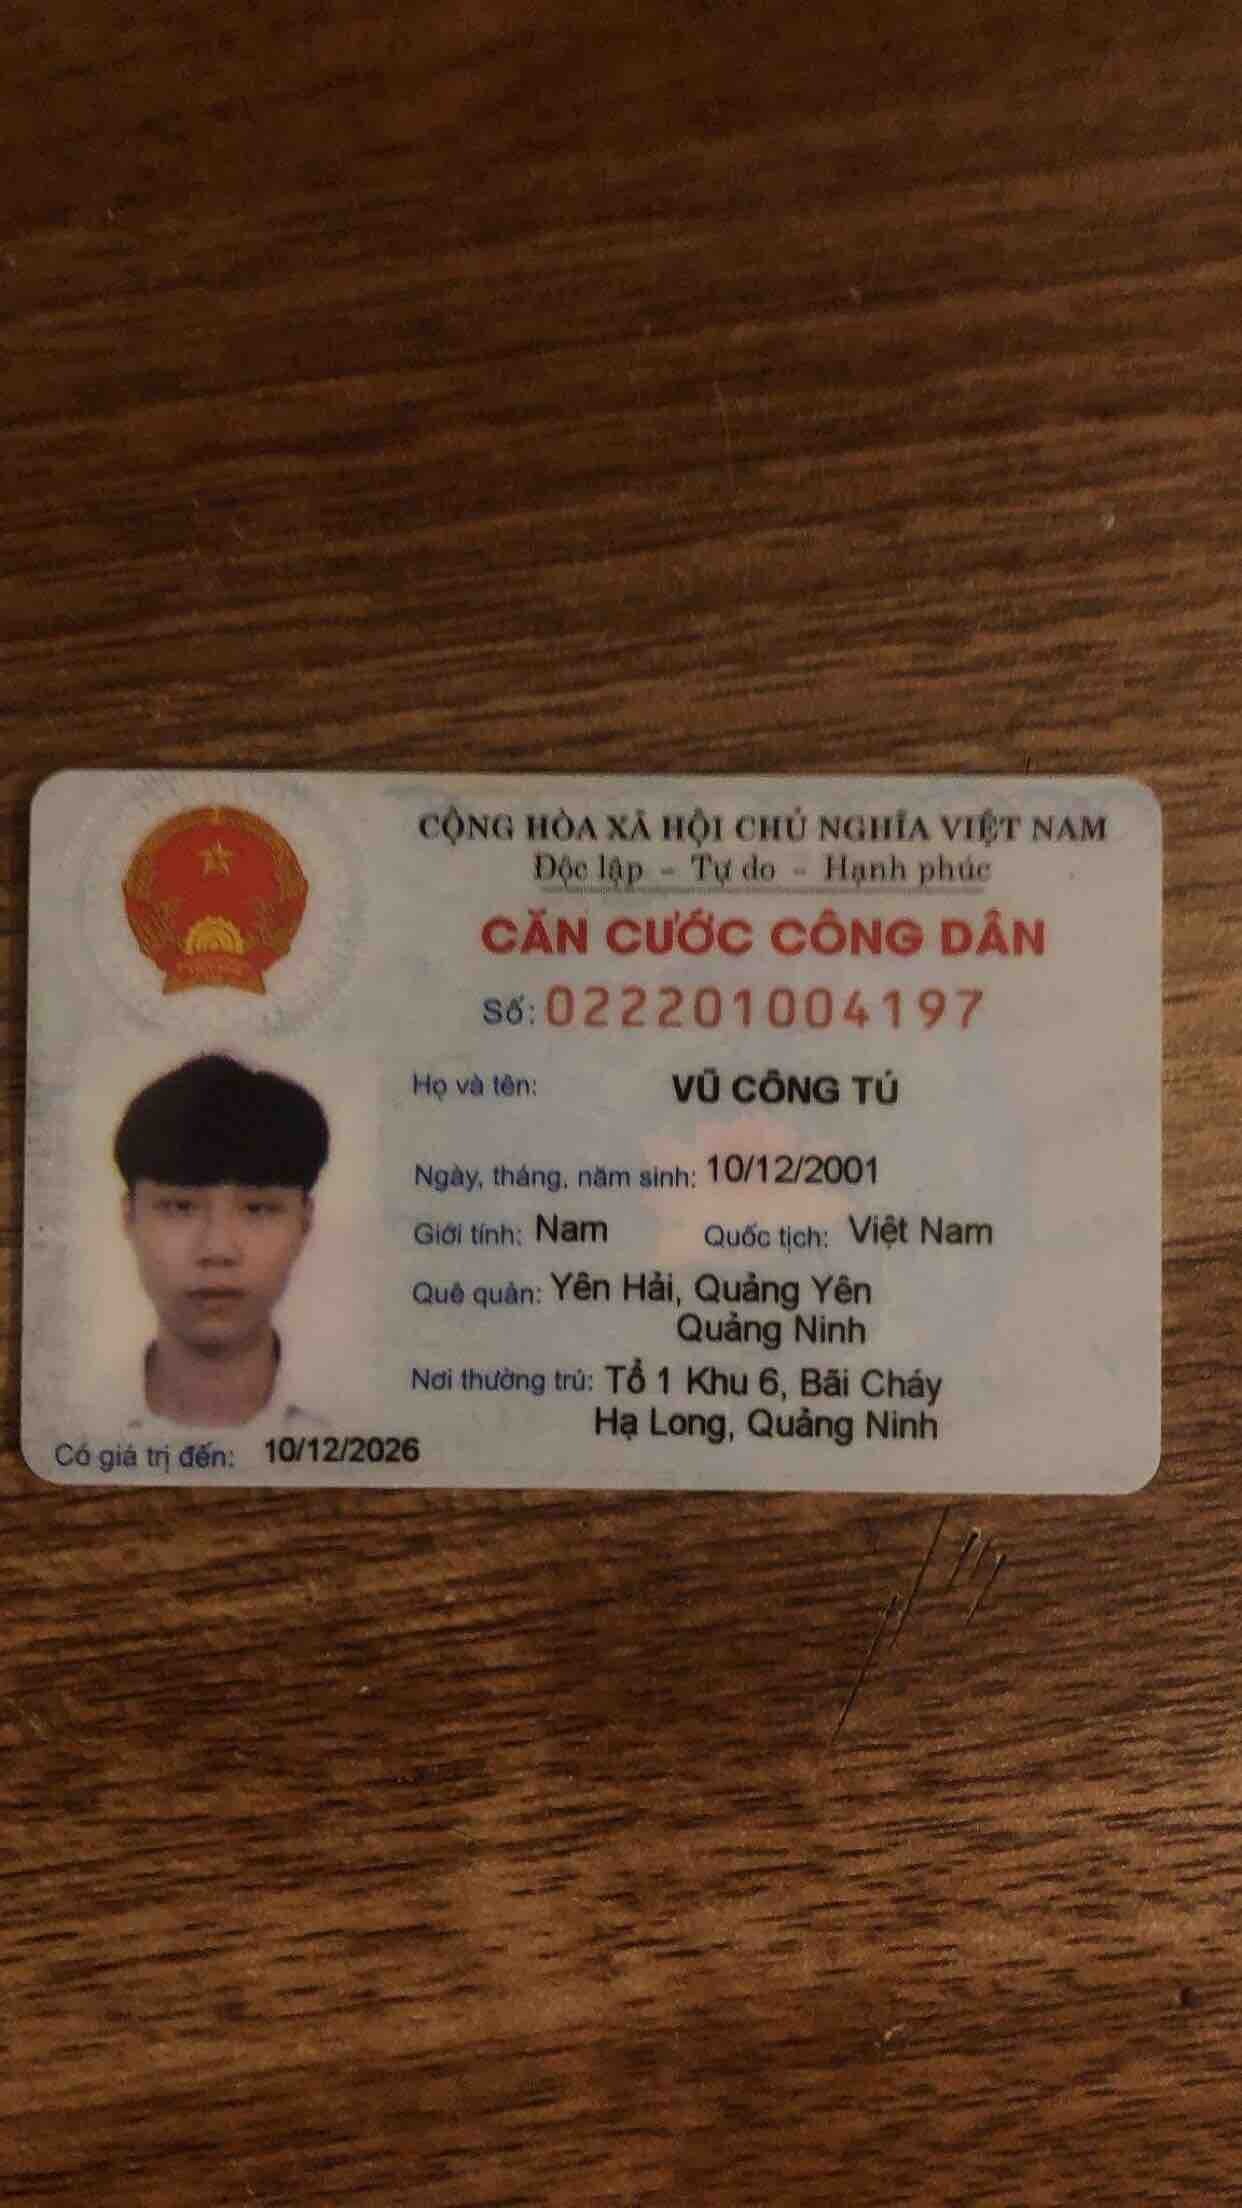 CỘNG HÒA XÃ HỘI CHỦ NGHĨA VIỆT NAM
Độc lập - Tự do - Hạnh phúc
CĂN CƯỚC CÔNG DÂN
Số: 022201004197
Họ và tên: VŨ CÔNG TÚ
Ngày, tháng, năm sinh: 10/12/2001
Giới tính: Nam Quốc tịch: Việt Nam
Quê quán: Yên Hải, Quảng Yên
Quảng Ninh
Nơi thường trú: Tổ 1 Khu 6, Bãi Cháy
Hạ Long, Quảng Ninh
Có giá trị đến: 10/12/2026